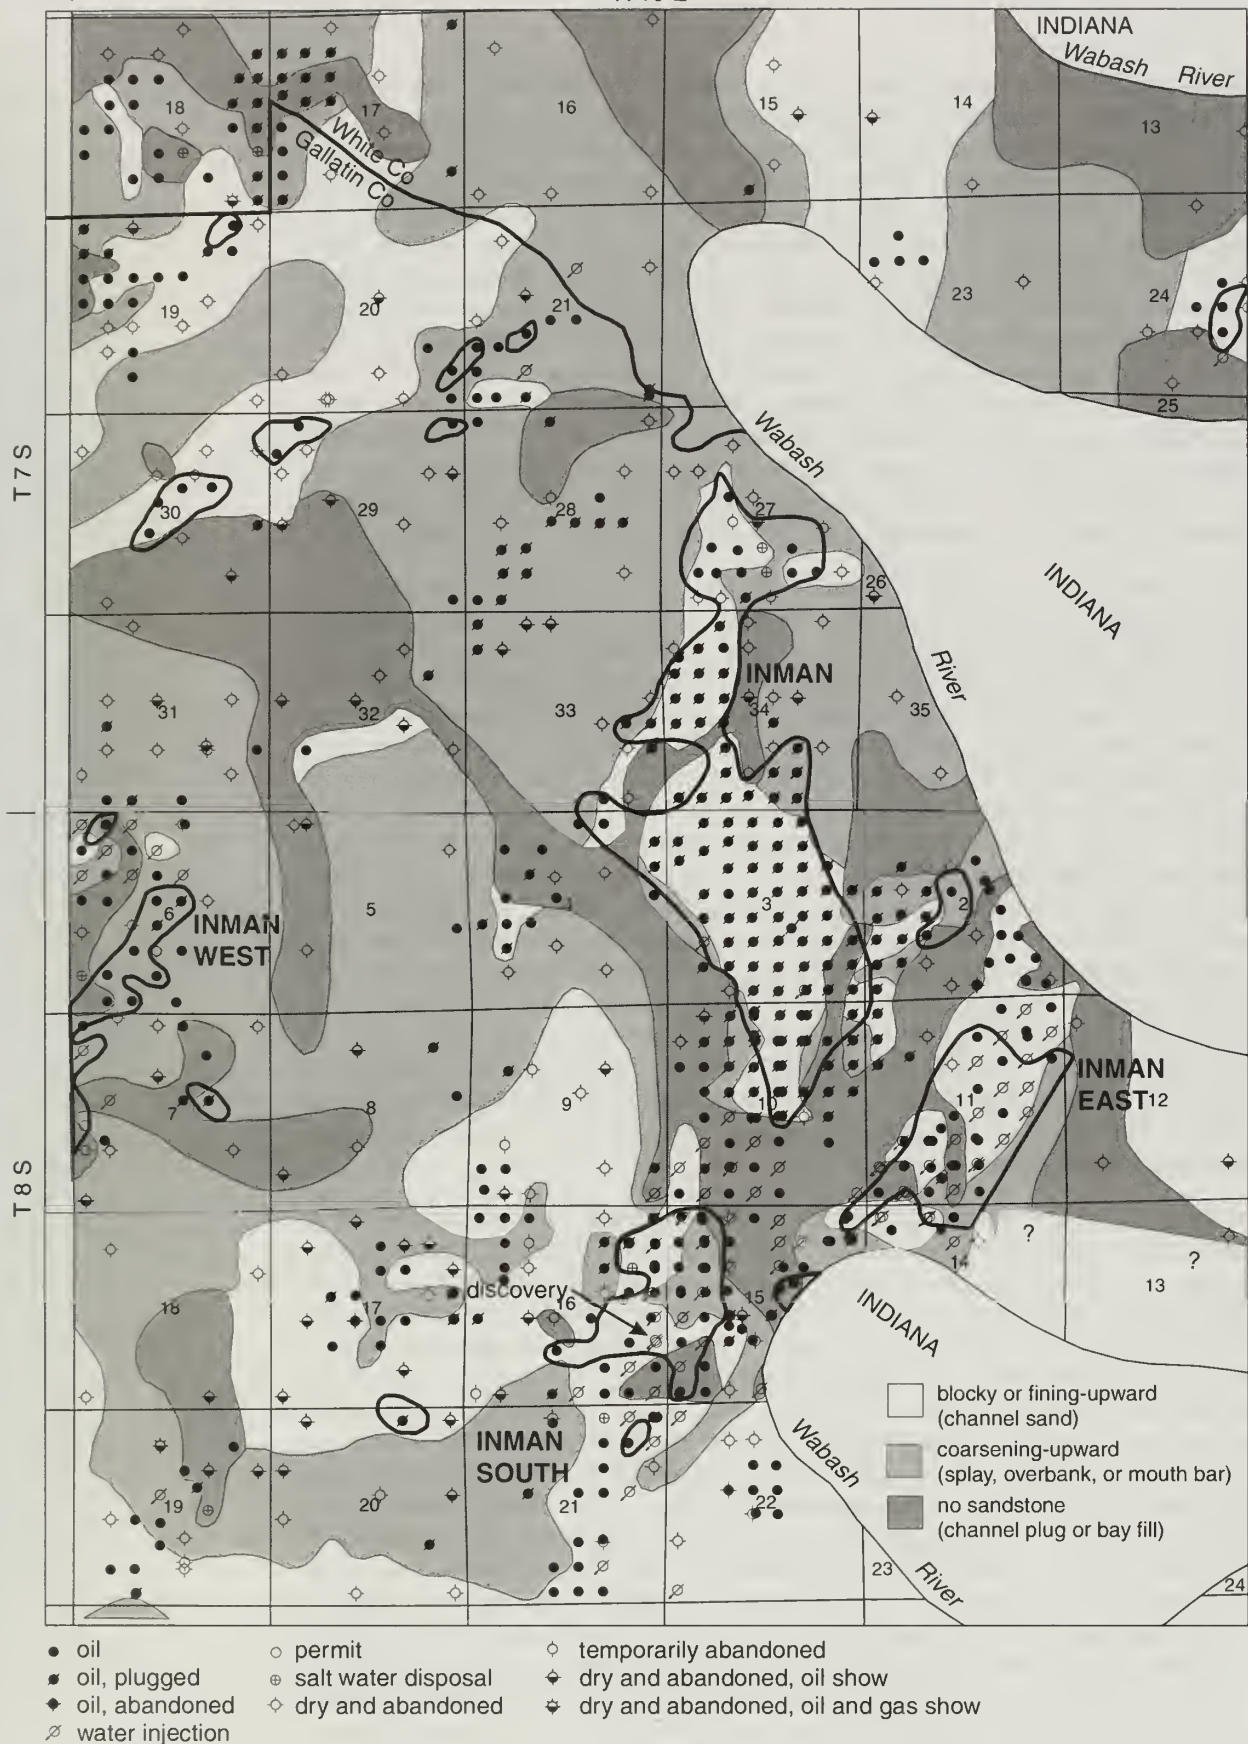 INDIANA
Wabash River
18
17
16
15
14
13
White Co
Gallatin Co
19
20
21
23
24
25
T7S
Wabash
30
29
28
27
26
INDIANA
River
INMAN
31
32
33
34
35
6
INMAN
WEST
5
1
3
2
INMAN
EAST
7
8
9
10
11
12
T8S
discovery
18
17
16
15
14
13
?
?
INDIANA
INMAN
SOUTH
19
20
21
22
23
24
Wabash
River
blocky or fining-upward
(channel sand)
coarsening-upward
(splay, overbank, or mouth bar)
no sandstone
(channel plug or bay fill)
oil
oil, plugged
oil, abandoned
water injection
permit
salt water disposal
dry and abandoned
temporarily abandoned
dry and abandoned, oil show
dry and abandoned, oil and gas show